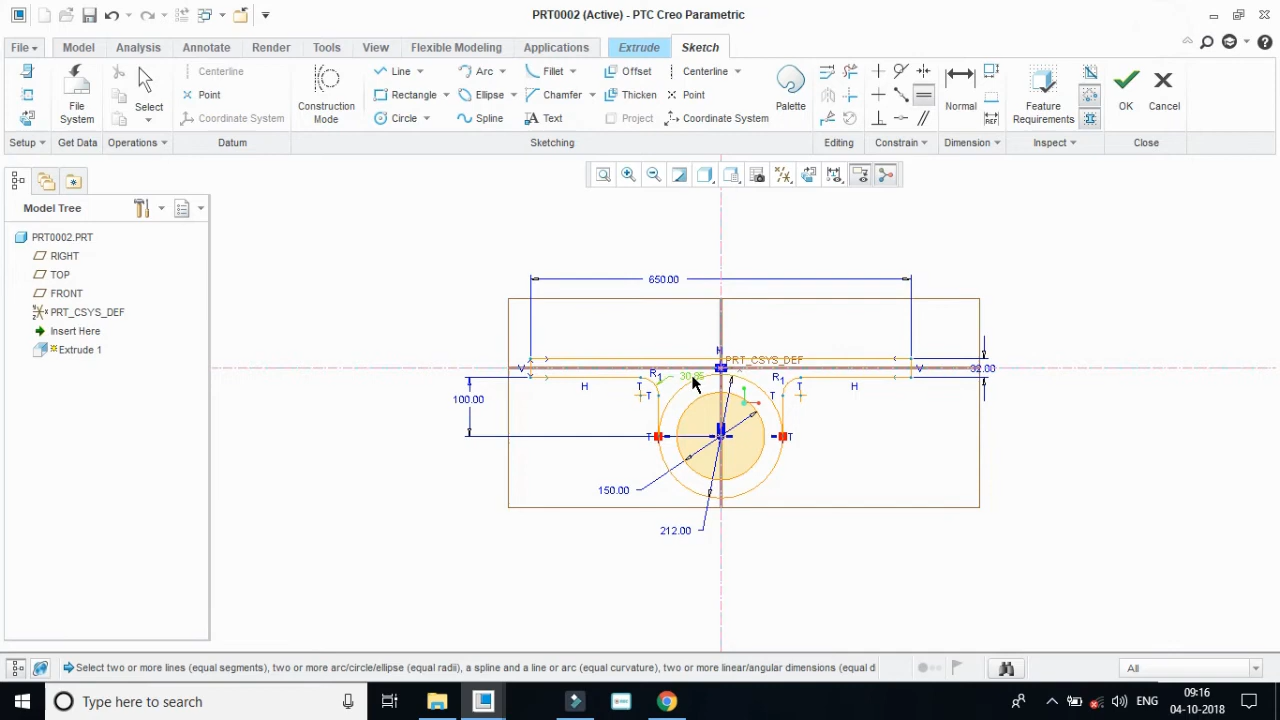 PRT0002 (Active) - PTC Creo Parametric
File Model Analysis Annotate Render Tools View Flexible Modeling Applications Extrude Sketch
Centerline Line Arc Fillet Offset Centerline
Point Rectangle Ellipse Chamfer Thicken Point
Coordinate System Circle Spline Text Project Coordinate System
File System Select Construction Mode Palette Normal Feature Requirements OK Cancel
Setup Get Data Operations Datum Sketching Editing Constrain Dimension Inspect Close
Model Tree
PRT0002.PRT
RIGHT
TOP
FRONT
PRT_CSYS_DEF
Insert Here
Extrude 1
650.00
H
PRT_CSYS_DEF
V V
32.00
R1 R1
H T T H
100.00
T T
T T
150.00
212.00
Select two or more lines (equal segments), two or more arc/circle/ellipse (equal radii), a spline and a line or arc (equal curvature), two or more linear/angular dimensions (equal d
All
Type here to search
ENG
09:16
04-10-2018